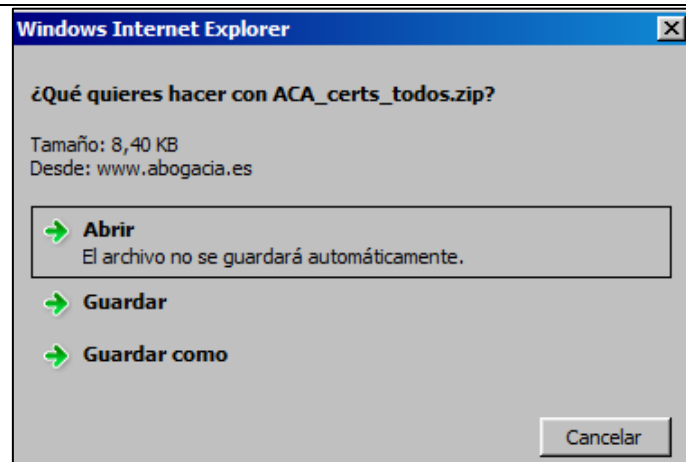 Windows Internet Explorer
¿Qué quieres hacer con ACA_certs_todos.zip?
Tamaño: 8,40 KB
Desde: www.abogacia.es
Abrir
El archivo no se guardará automáticamente.
Guardar
Guardar como
Cancelar